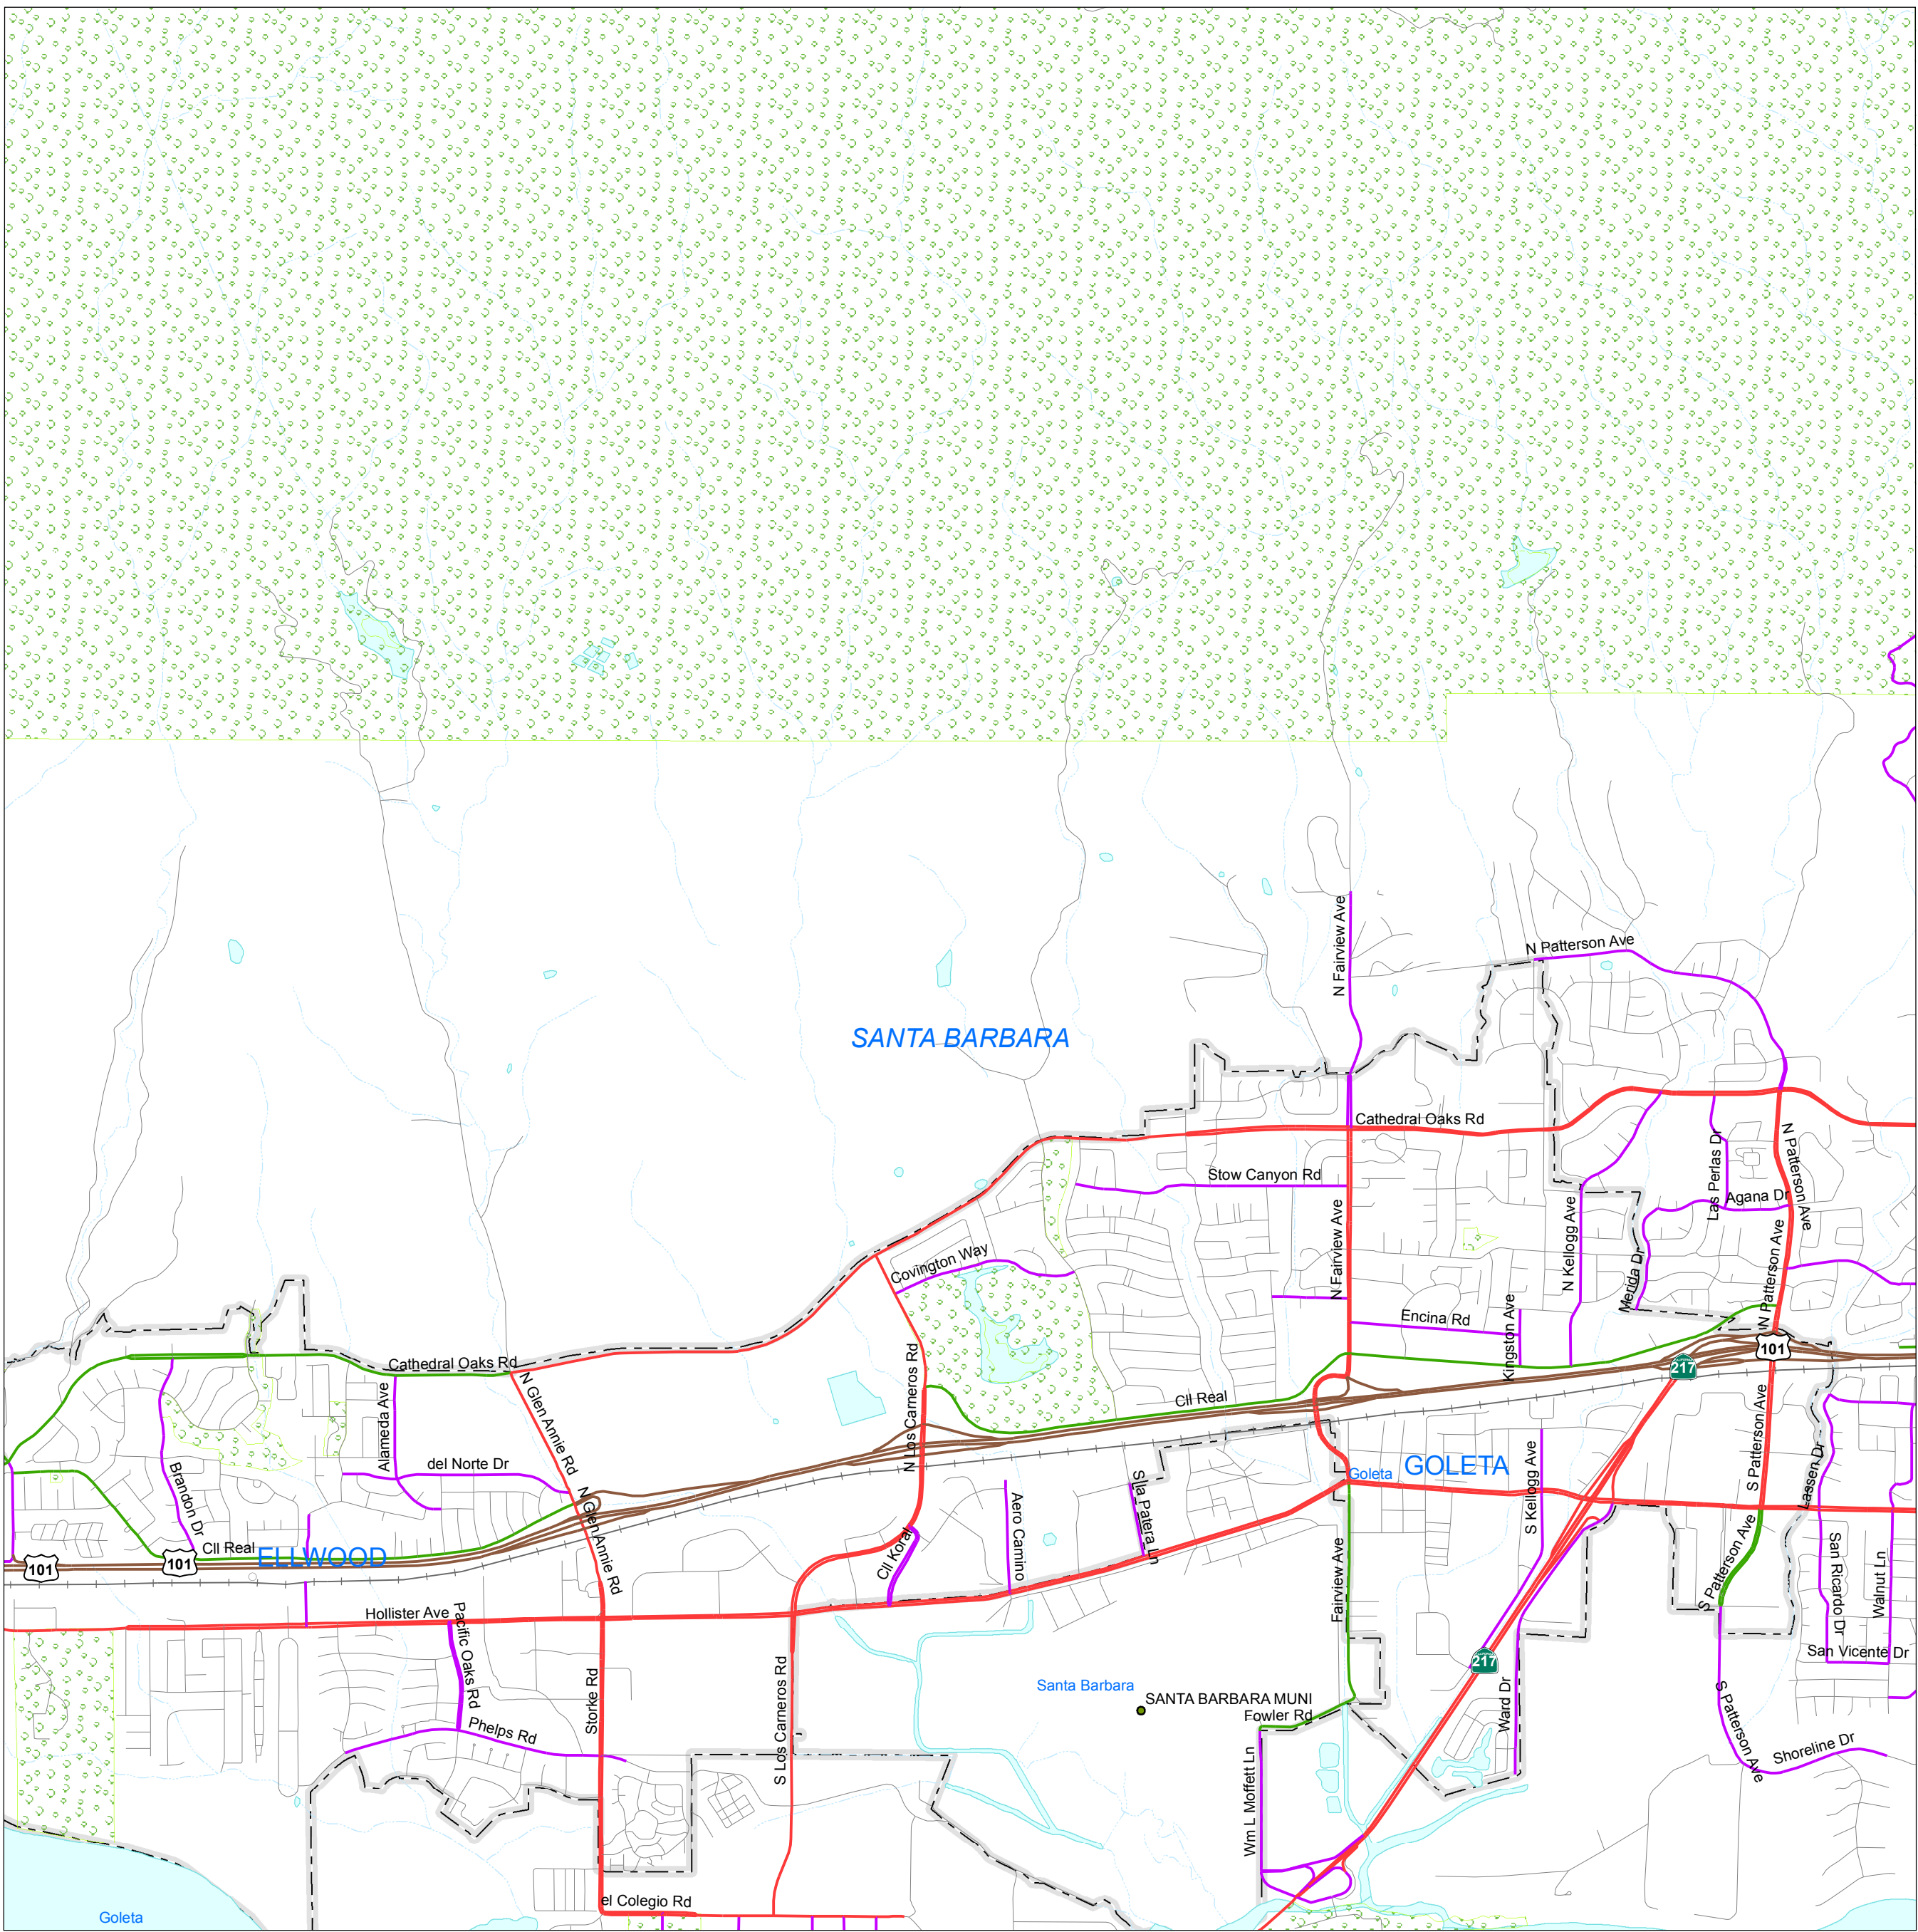 N Fairview Ave
N Patterson Ave
SANTA BARBARA
Cathedral Oaks Rd
Stow Canyon Rd
Las Perlas Dr
N Patterson Ave
Agana Dr
N Fairview Ave
N Kellogg Ave
Covington Way
Merida Dr
N Patterson Ave
Encina Rd
Kingston Ave
101
Cathedral Oaks Rd
217
N Glen Annie Rd
Alameda Ave
N Los Carneros Rd
Cll Real
S Patterson Ave
del Norte Dr
GOLETA
Goleta
Brandon Dr
N Glen Annie Rd
Aero Camino
Sla Patera Ln
S Kellogg Ave
Lassen Dr
Cll Real
ELLWOOD
101
101
Cll Koral
Fairview Ave
S Patterson Ave
San Ricardo Dr
Walnut Ln
Hollister Ave
Pacific Oaks Rd
Storke Rd
S Los Carneros Rd
San Vicente Dr
217
Santa Barbara
SANTA BARBARA MUNI
Fowler Rd
Ward Dr
S Patterson Ave
Phelps Rd
Shoreline Dr
Wm L Moffett Ln
el Colegio Rd
Goleta